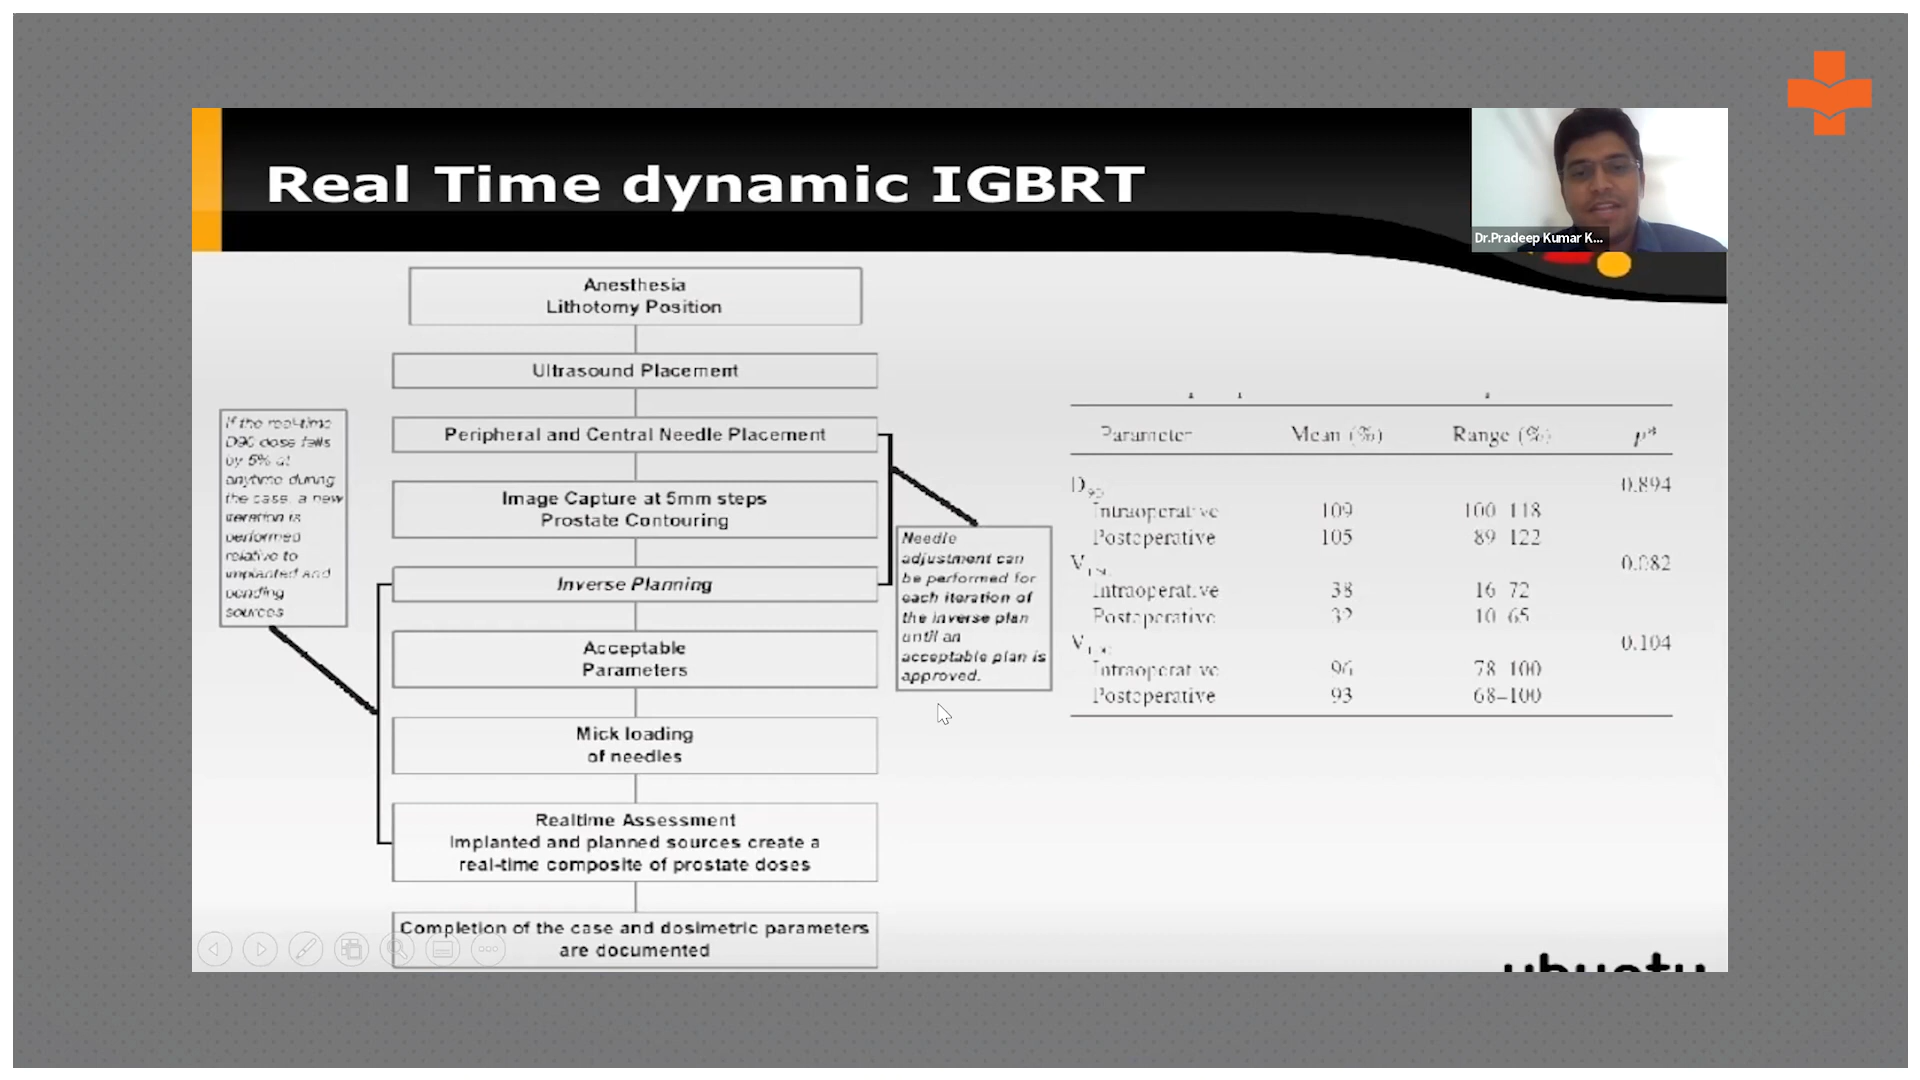 Real Time dynamic IGBRT
Dr.Pradeep Kumar K...
Anesthesia
Lithotomy Position
Ultrasound Placement
Peripheral and Central Needle Placement
Image Capture at 5mm steps
Prostate Contouring
Inverse Planning
Acceptable
Parameters
Mick loading
of needles
Realtime Assessment
Implanted and planned sources create a
real-time composite of prostate doses
Completion of the case and dosimetric parameters
are documented
If the real-time
D90 dose falls
by 5% at
anytime during
the case, a new
iteration is
performed
relative to
implanted and
pending
sources
Needle
adjustment can
be performed for
each iteration of
the inverse plan
until an
acceptable plan is
approved.
Parameter Mean (%) Range (%) p*
D90 0.894
Intraoperative 109 100–118
Postoperative 105 89–122
V 0.082
Intraoperative 38 16–72
Postoperative 32 10–65
V 0.104
Intraoperative 96 78–100
Postoperative 93 68–100